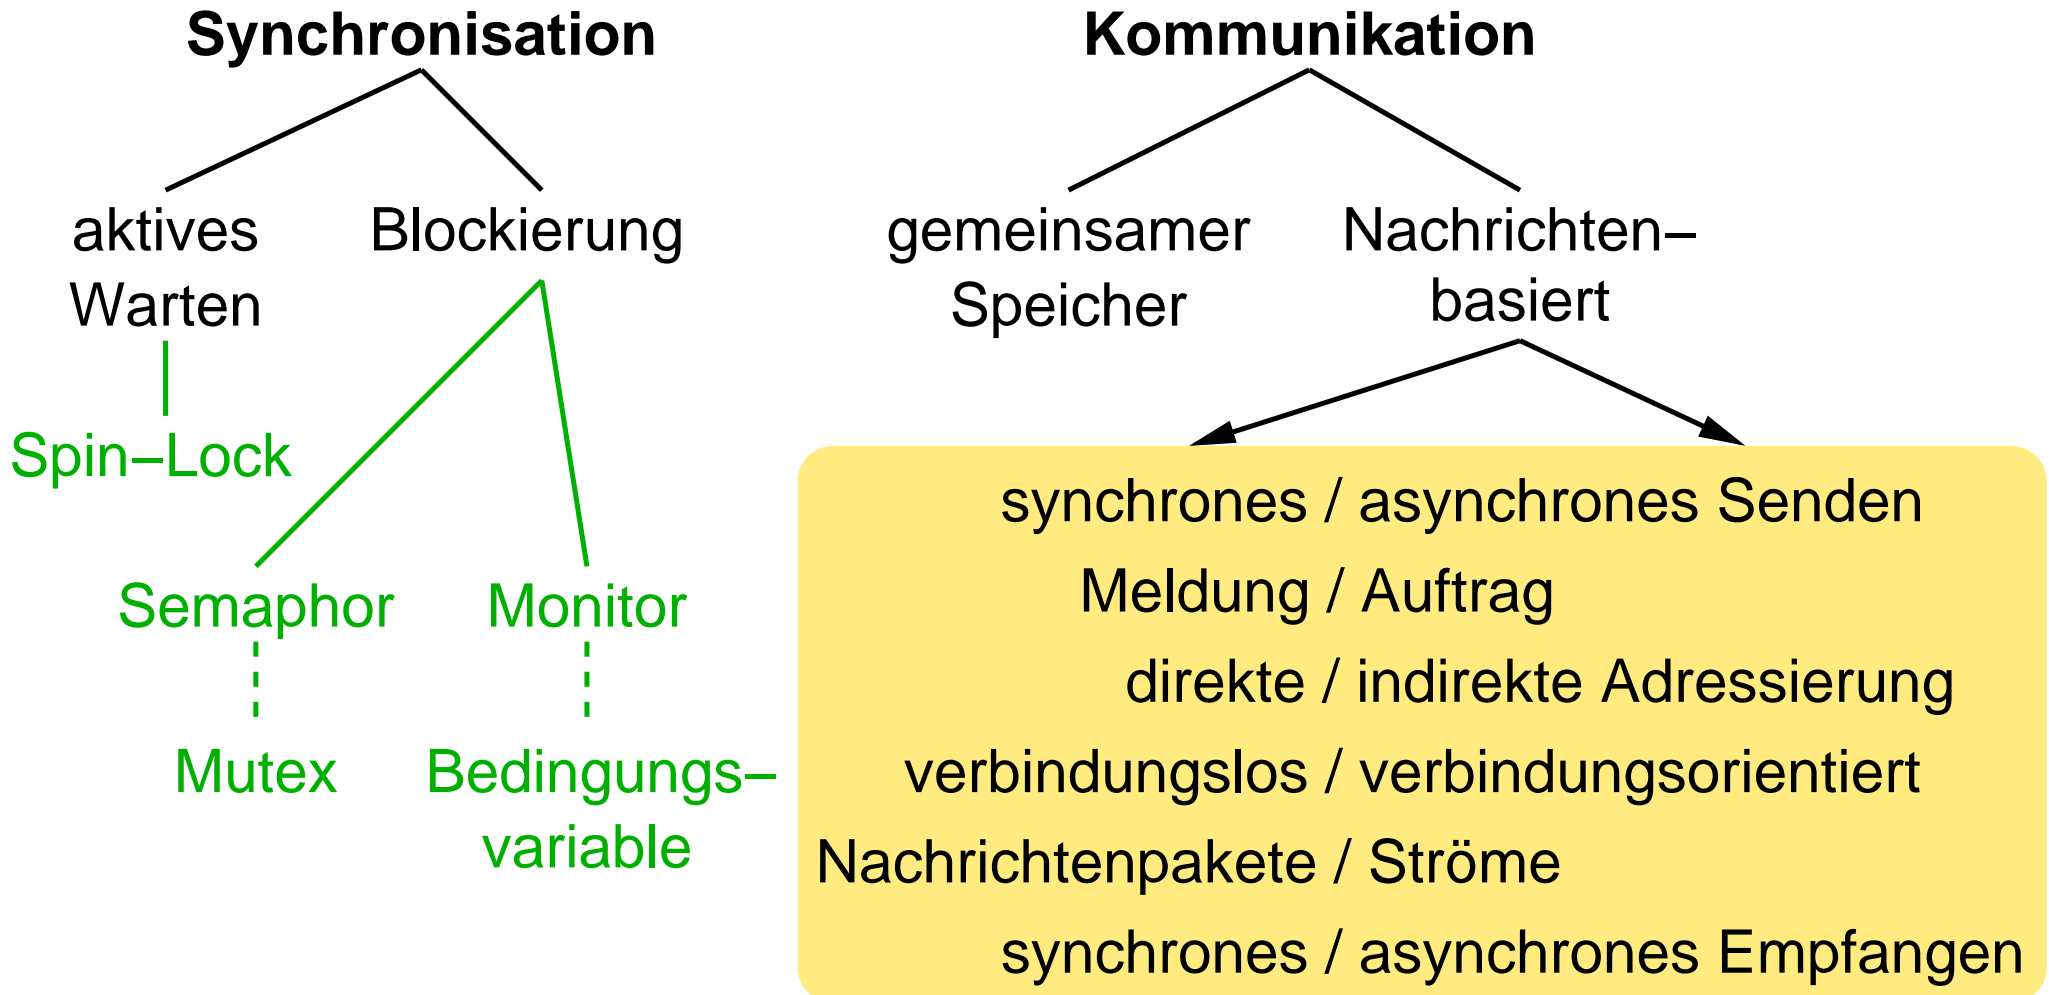 Synchronisation
Kommunikation
aktives
Warten
Blockierung
gemeinsamer
Speicher
Nachrichten–
basiert
Spin–Lock
Semaphor
Monitor
Mutex
Bedingungs–
variable
synchrones / asynchrones Senden
Meldung / Auftrag
direkte / indirekte Adressierung
verbindungslos / verbindungsorientiert
Nachrichtenpakete / Ströme
synchrones / asynchrones Empfangen